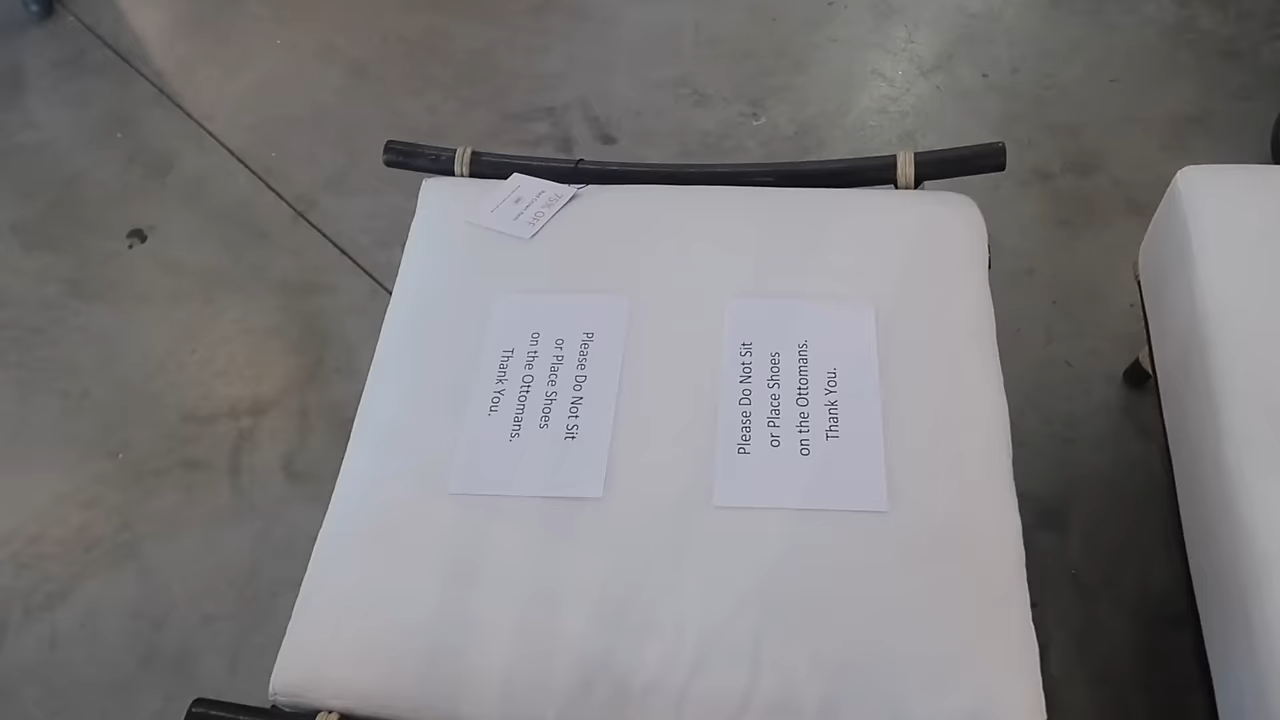 75% OFF
Please Do Not Sit
or Place Shoes
on the Ottomans.
Thank You.
Please Do Not Sit
or Place Shoes
on the Ottomans.
Thank You.